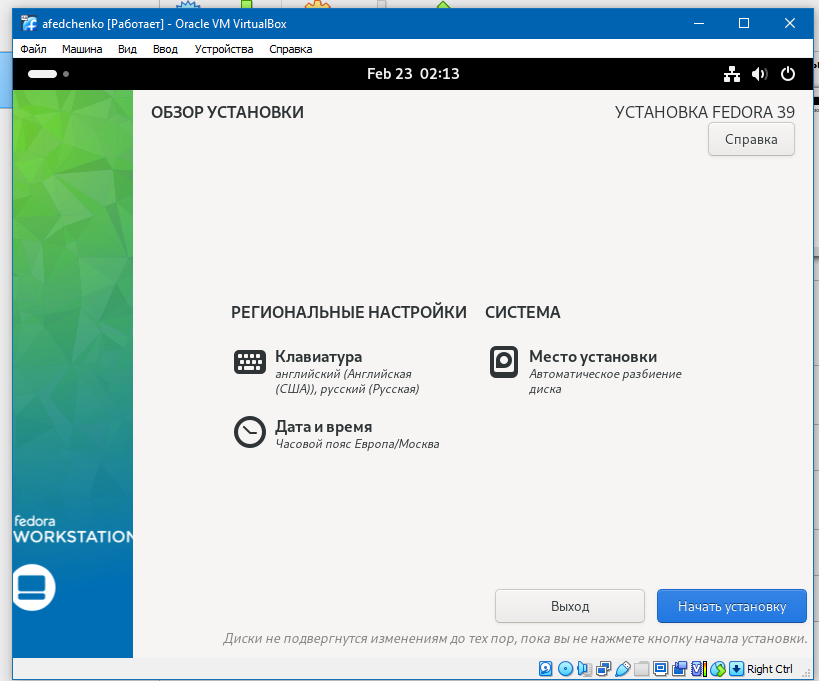 afedchenko [Работает] - Oracle VM VirtualBox
Файл Машина Вид Ввод Устройства Справка
Feb 23 02:13
ОБЗОР УСТАНОВКИ
УСТАНОВКА FEDORA 39
Справка
РЕГИОНАЛЬНЫЕ НАСТРОЙКИ
Клавиатура
английский (Английская
(США)), русский (Русская)
Дата и время
Часовой пояс Европа/Москва
СИСТЕМА
Место установки
Автоматическое разбиение
диска
fedora
WORKSTATION
Выход
Начать установку
Диски не подвергнутся изменениям до тех пор, пока вы не нажмете кнопку начала установки.
Right Ctrl